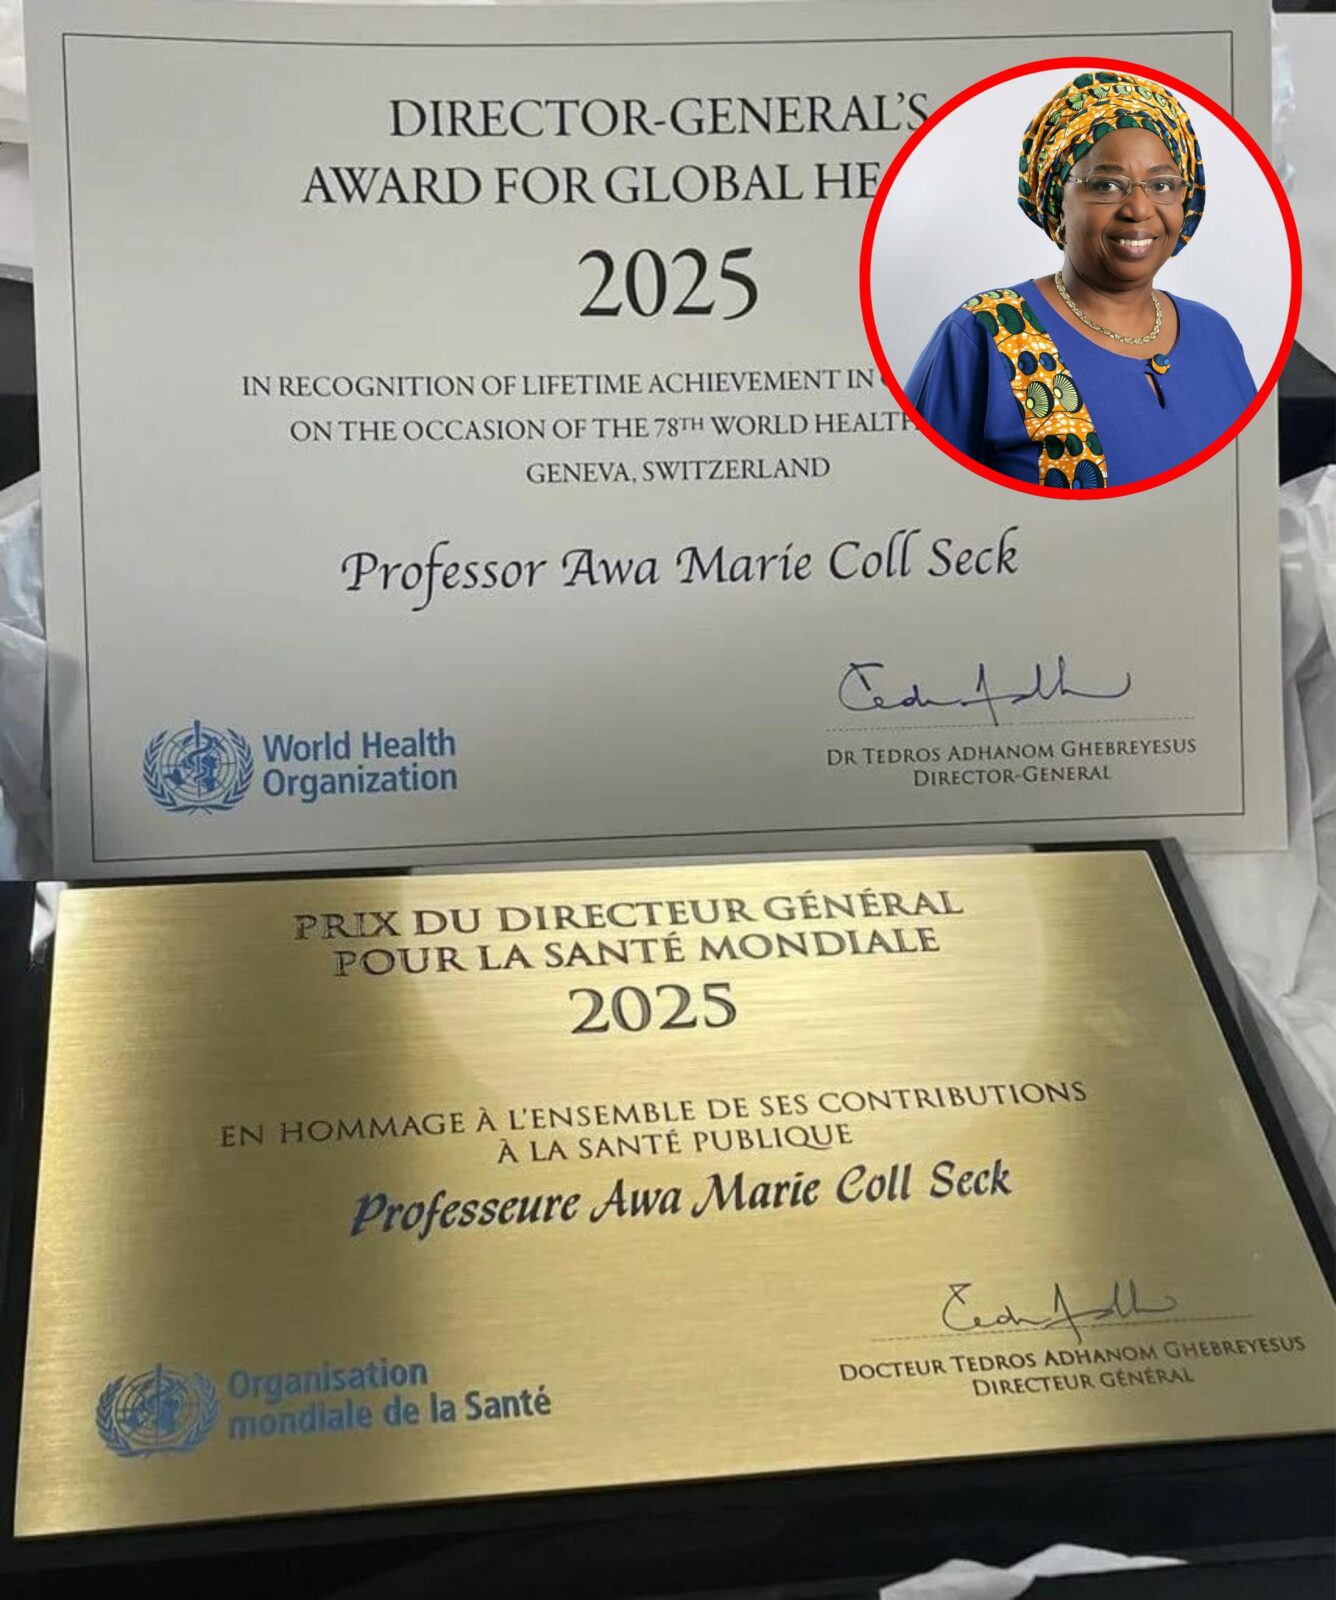 DIRECTOR-GENERAL'S
AWARD FOR GLOBAL HE
2025
IN RECOGNITION OF LIFETIME ACHIEVEMENT IN
ON THE OCCASION OF THE 78TH WORLD HEALTH
GENEVA, SWITZERLAND
Professor Awa Marie Coll Seck
World Health
Organization
DR TEDROS ADHANOM GHEBREYESUS
DIRECTOR-GENERAL
PRIX DU DIRECTEUR GÉNÉRAL
POUR LA SANTÉ MONDIALE
2025
EN HOMMAGE À L'ENSEMBLE DE SES CONTRIBUTIONS
À LA SANTÉ PUBLIQUE
Professeure Awa Marie Coll Seck
Organisation
mondiale de la Santé
DOCTEUR TEDROS ADHANOM GHEBREYESUS
DIRECTEUR GÉNÉRAL